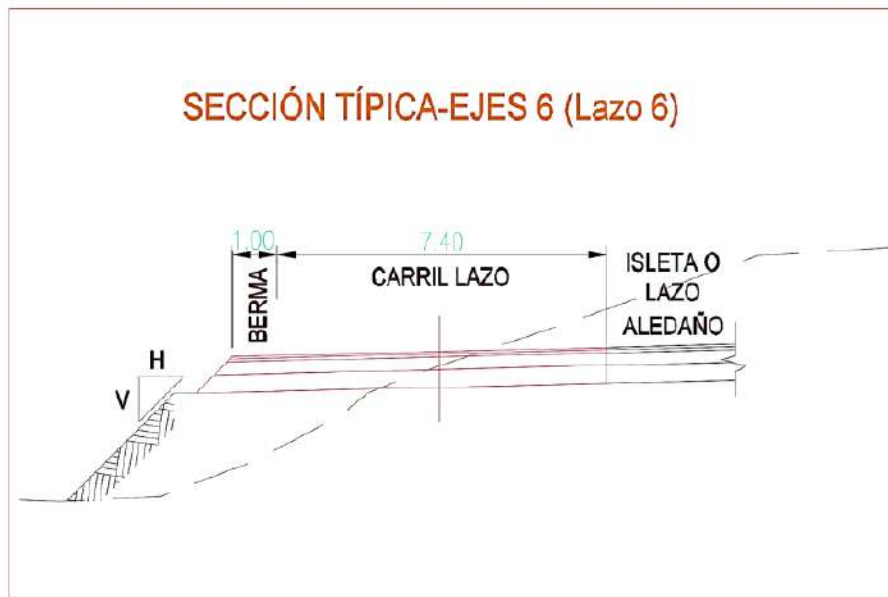 SECCIÓN TÍPICA-EJES 6 (Lazo 6)
1.00
7.40
BERMA
CARRIL LAZO
ISLETA O
LAZO
ALEDAÑO
H
V